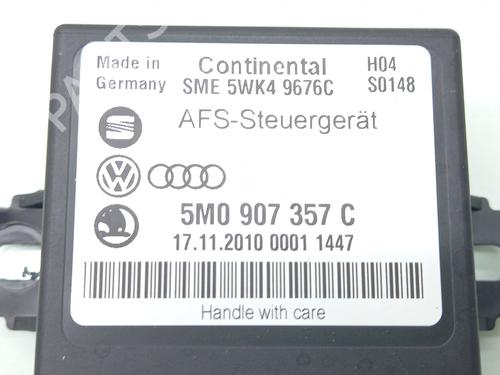 Made in
Germany
Continental
SME 5WK4 9676C
H04
S0148
AFS-Steuergerät
5M0 907 357 C
17.11.2010 0001 1447
Handle with care